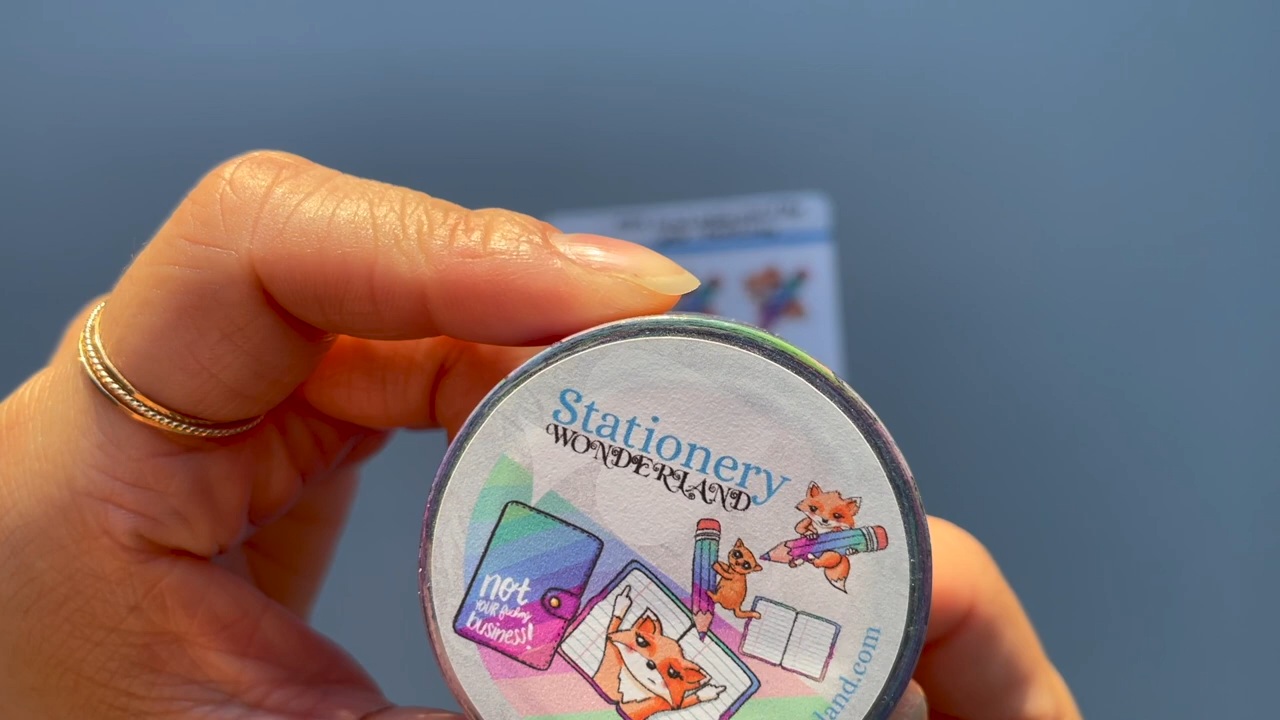 Stationery
WONDERLAND
not
YOUR fucking
business!
land.com